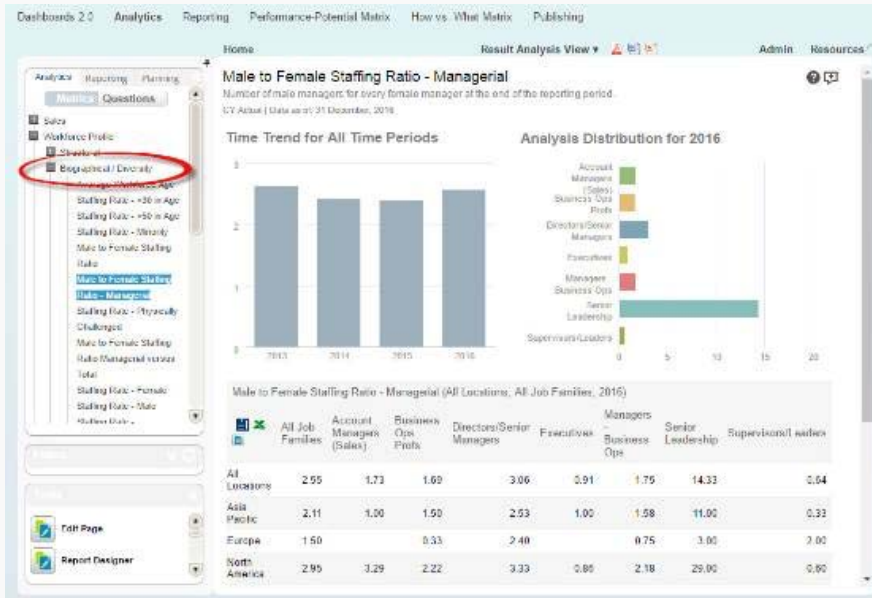 Dashboards 2.0 Analytics Reporting Performance-Potential Matrix How vs. What Matrix Publishing
Home Result Analysis View Admin Resources
Analytics Reporting Planning
Metrics Questions
Sales
Workforce Profile
Structural
Biographical / Diversity
Average Workforce Age
Staffing Rate - <30 in Age
Staffing Rate - >50 in Age
Staffing Rate - Minority
Male to Female Staffing
Ratio
Male to Female Staffing
Ratio - Managerial
Staffing Rate - Physically
Challenged
Male to Female Staffing
Ratio Managerial versus
Total
Staffing Rate - Female
Staffing Rate - Male
Staffing Rate -
Edit Page
Report Designer
Male to Female Staffing Ratio - Managerial
Number of male managers for every female manager at the end of the reporting period.
CY Actual | Data as of: 31 December, 2016
Time Trend for All Time Periods
3
2
1
0
2013 2014 2015 2016
Analysis Distribution for 2016
Account
Managers
(Sales)
Business Ops
Profs
Directors/Senior
Managers
Executives
Managers -
Business Ops
Senior
Leadership
Supervisors/Leaders
0 5 10 15 20
Male to Female Staffing Ratio - Managerial (All Locations, All Job Families, 2016)
All Job Families Account Managers (Sales) Business Ops Profs Directors/Senior Managers Executives Managers - Business Ops Senior Leadership Supervisors/Leaders
All Locations 2.55 1.73 1.69 3.06 0.91 1.75 14.33 0.64
Asia Pacific 2.11 1.00 1.50 2.53 1.00 1.58 11.00 0.33
Europe 1.50 0.33 2.40 0.75 3.00 2.00
North America 2.95 3.29 2.22 3.33 0.86 2.18 29.00 0.60